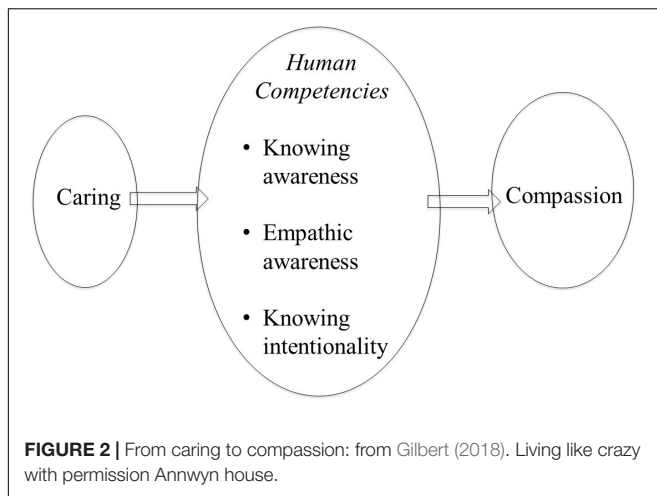 Human
Competencies
• Knowing
awareness
Caring
• Empathic
awareness
Compassion
• Knowing
intentionality
FIGURE 2 | From caring to compassion: from Gilbert (2018). Living like crazy
with permission Annwyn house.